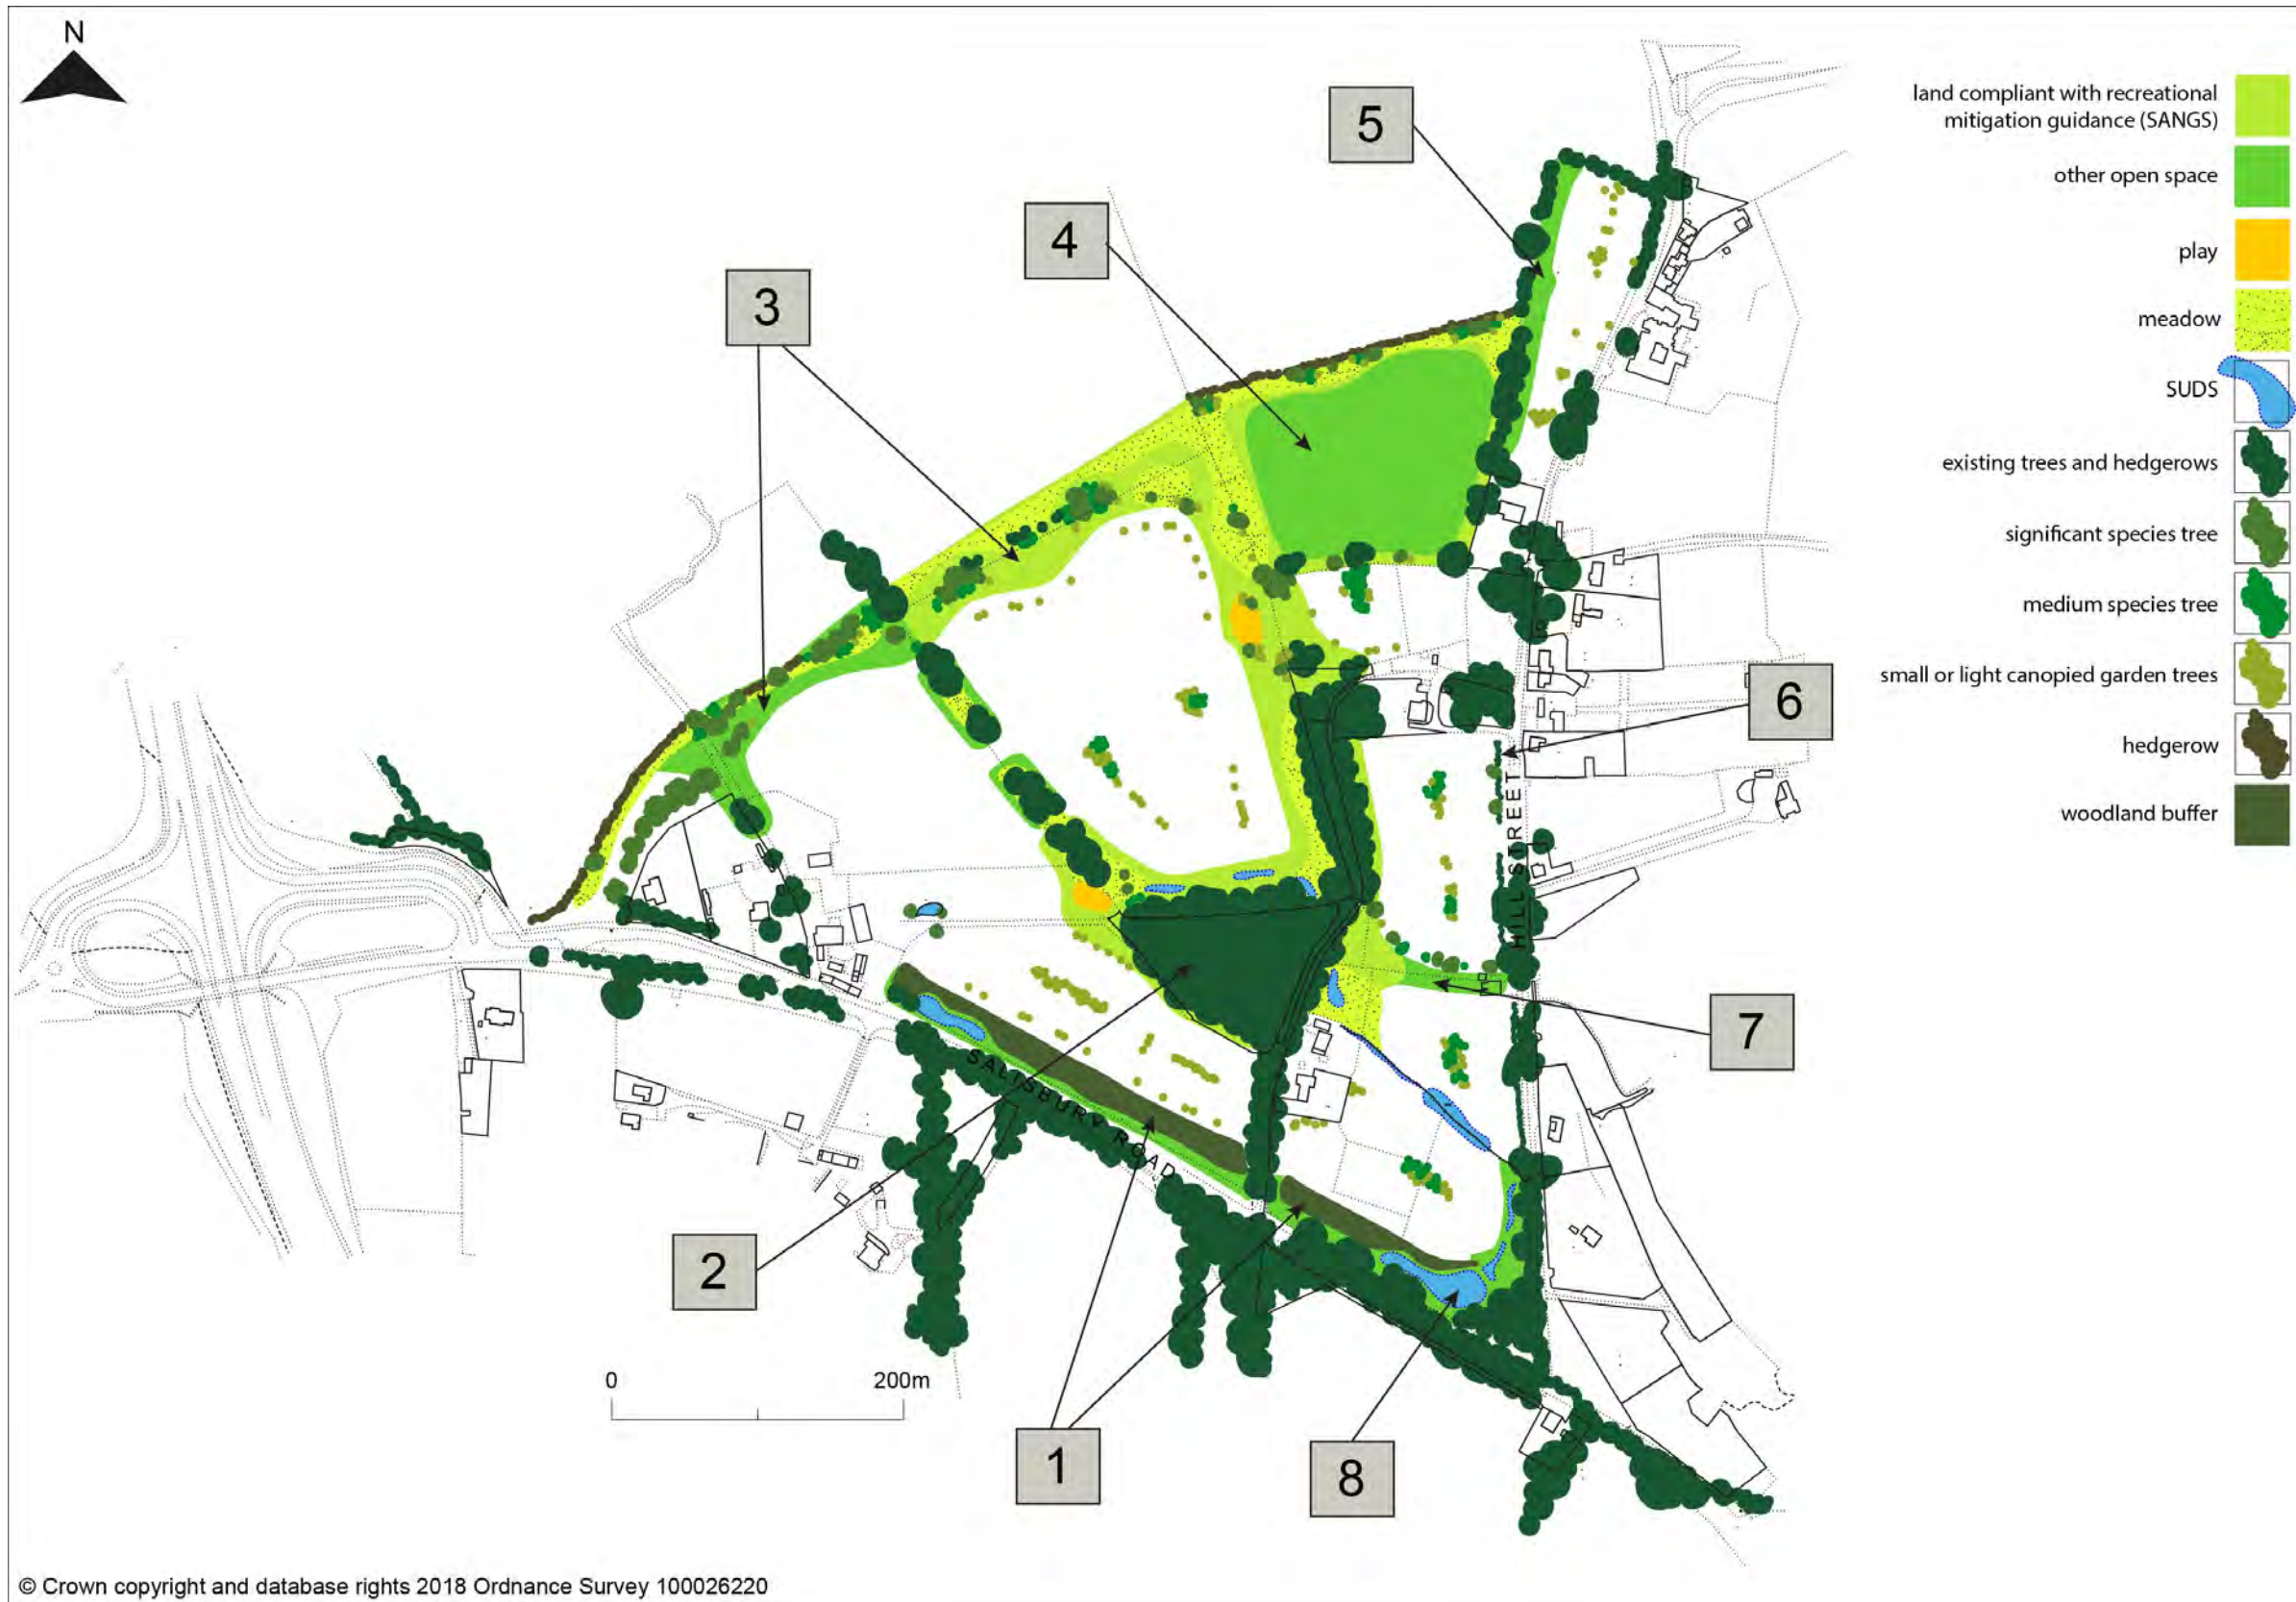 N
land compliant with recreational
mitigation guidance (SANGS)
other open space
play
meadow
SUDS
existing trees and hedgerows
significant species tree
medium species tree
small or light canopied garden trees
hedgerow
woodland buffer
5
4
3
6
7
2
1
8
HILL STREET
SALISBURY ROAD
0
200m
© Crown copyright and database rights 2018 Ordnance Survey 100026220